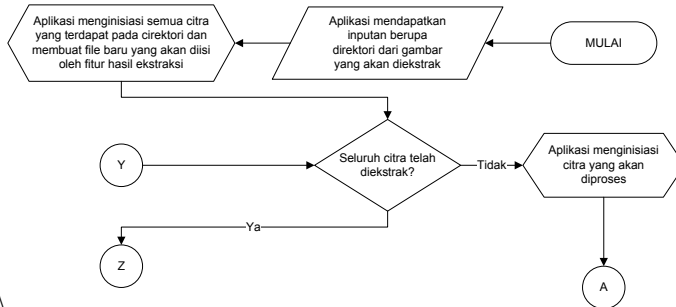 MULAI
Aplikasi mendapatkan
inputan berupa
direktori dari gambar
yang akan diekstrak
Aplikasi menginisiasi semua citra
yang terdapat pada cirektori dan
membuat file baru yang akan diisi
oleh fitur hasil ekstraksi
Y
Seluruh citra telah
diekstrak?
Tidak
Aplikasi menginisiasi
citra yang akan
diproses
Ya
Z
A